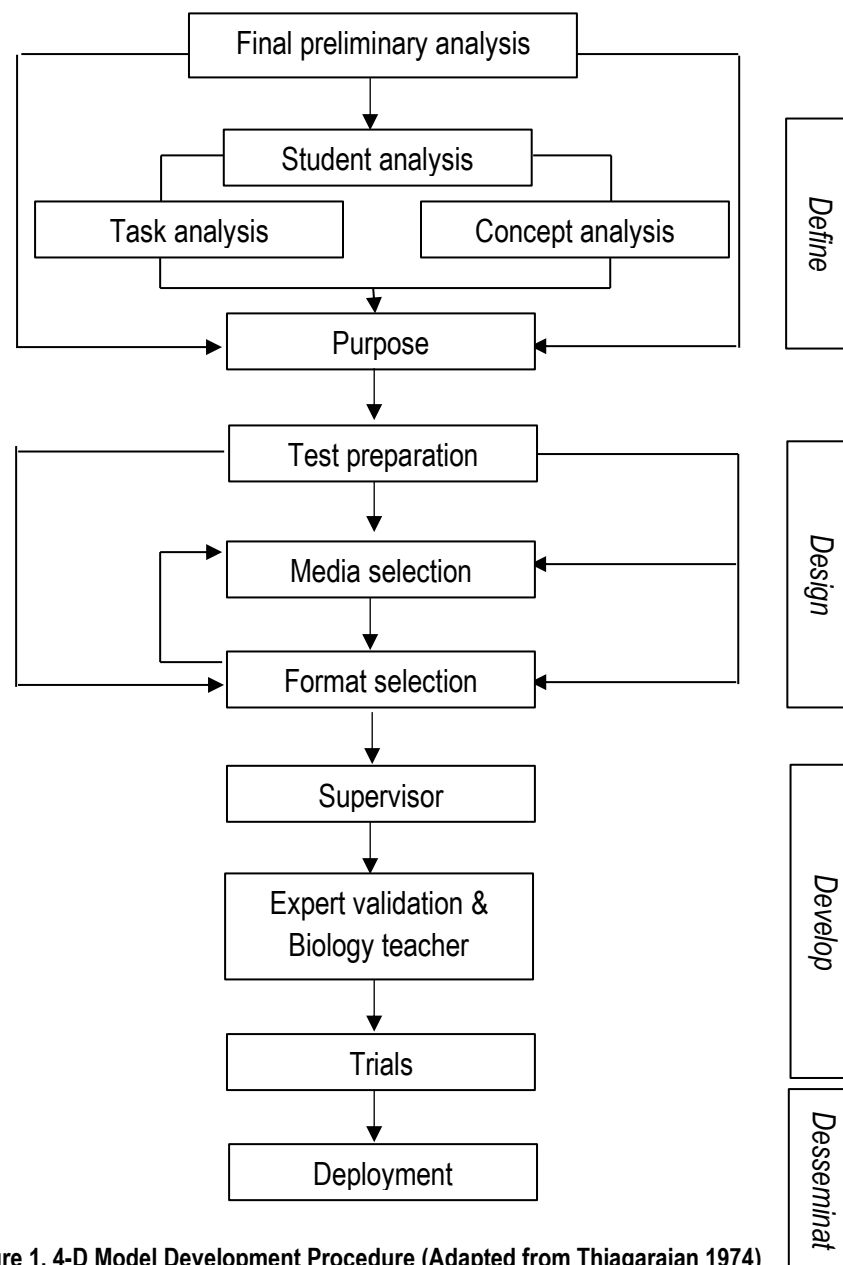 Final preliminary analysis
Student analysis
Task analysis
Concept analysis
Define
Purpose
Test preparation
Design
Media selection
Format selection
Supervisor
Expert validation &
Biology teacher
Develop
Trials
Deployment
Desseminat
ure 1. 4-D Model Development Procedure (Adapted from Thiagarajan 1974)